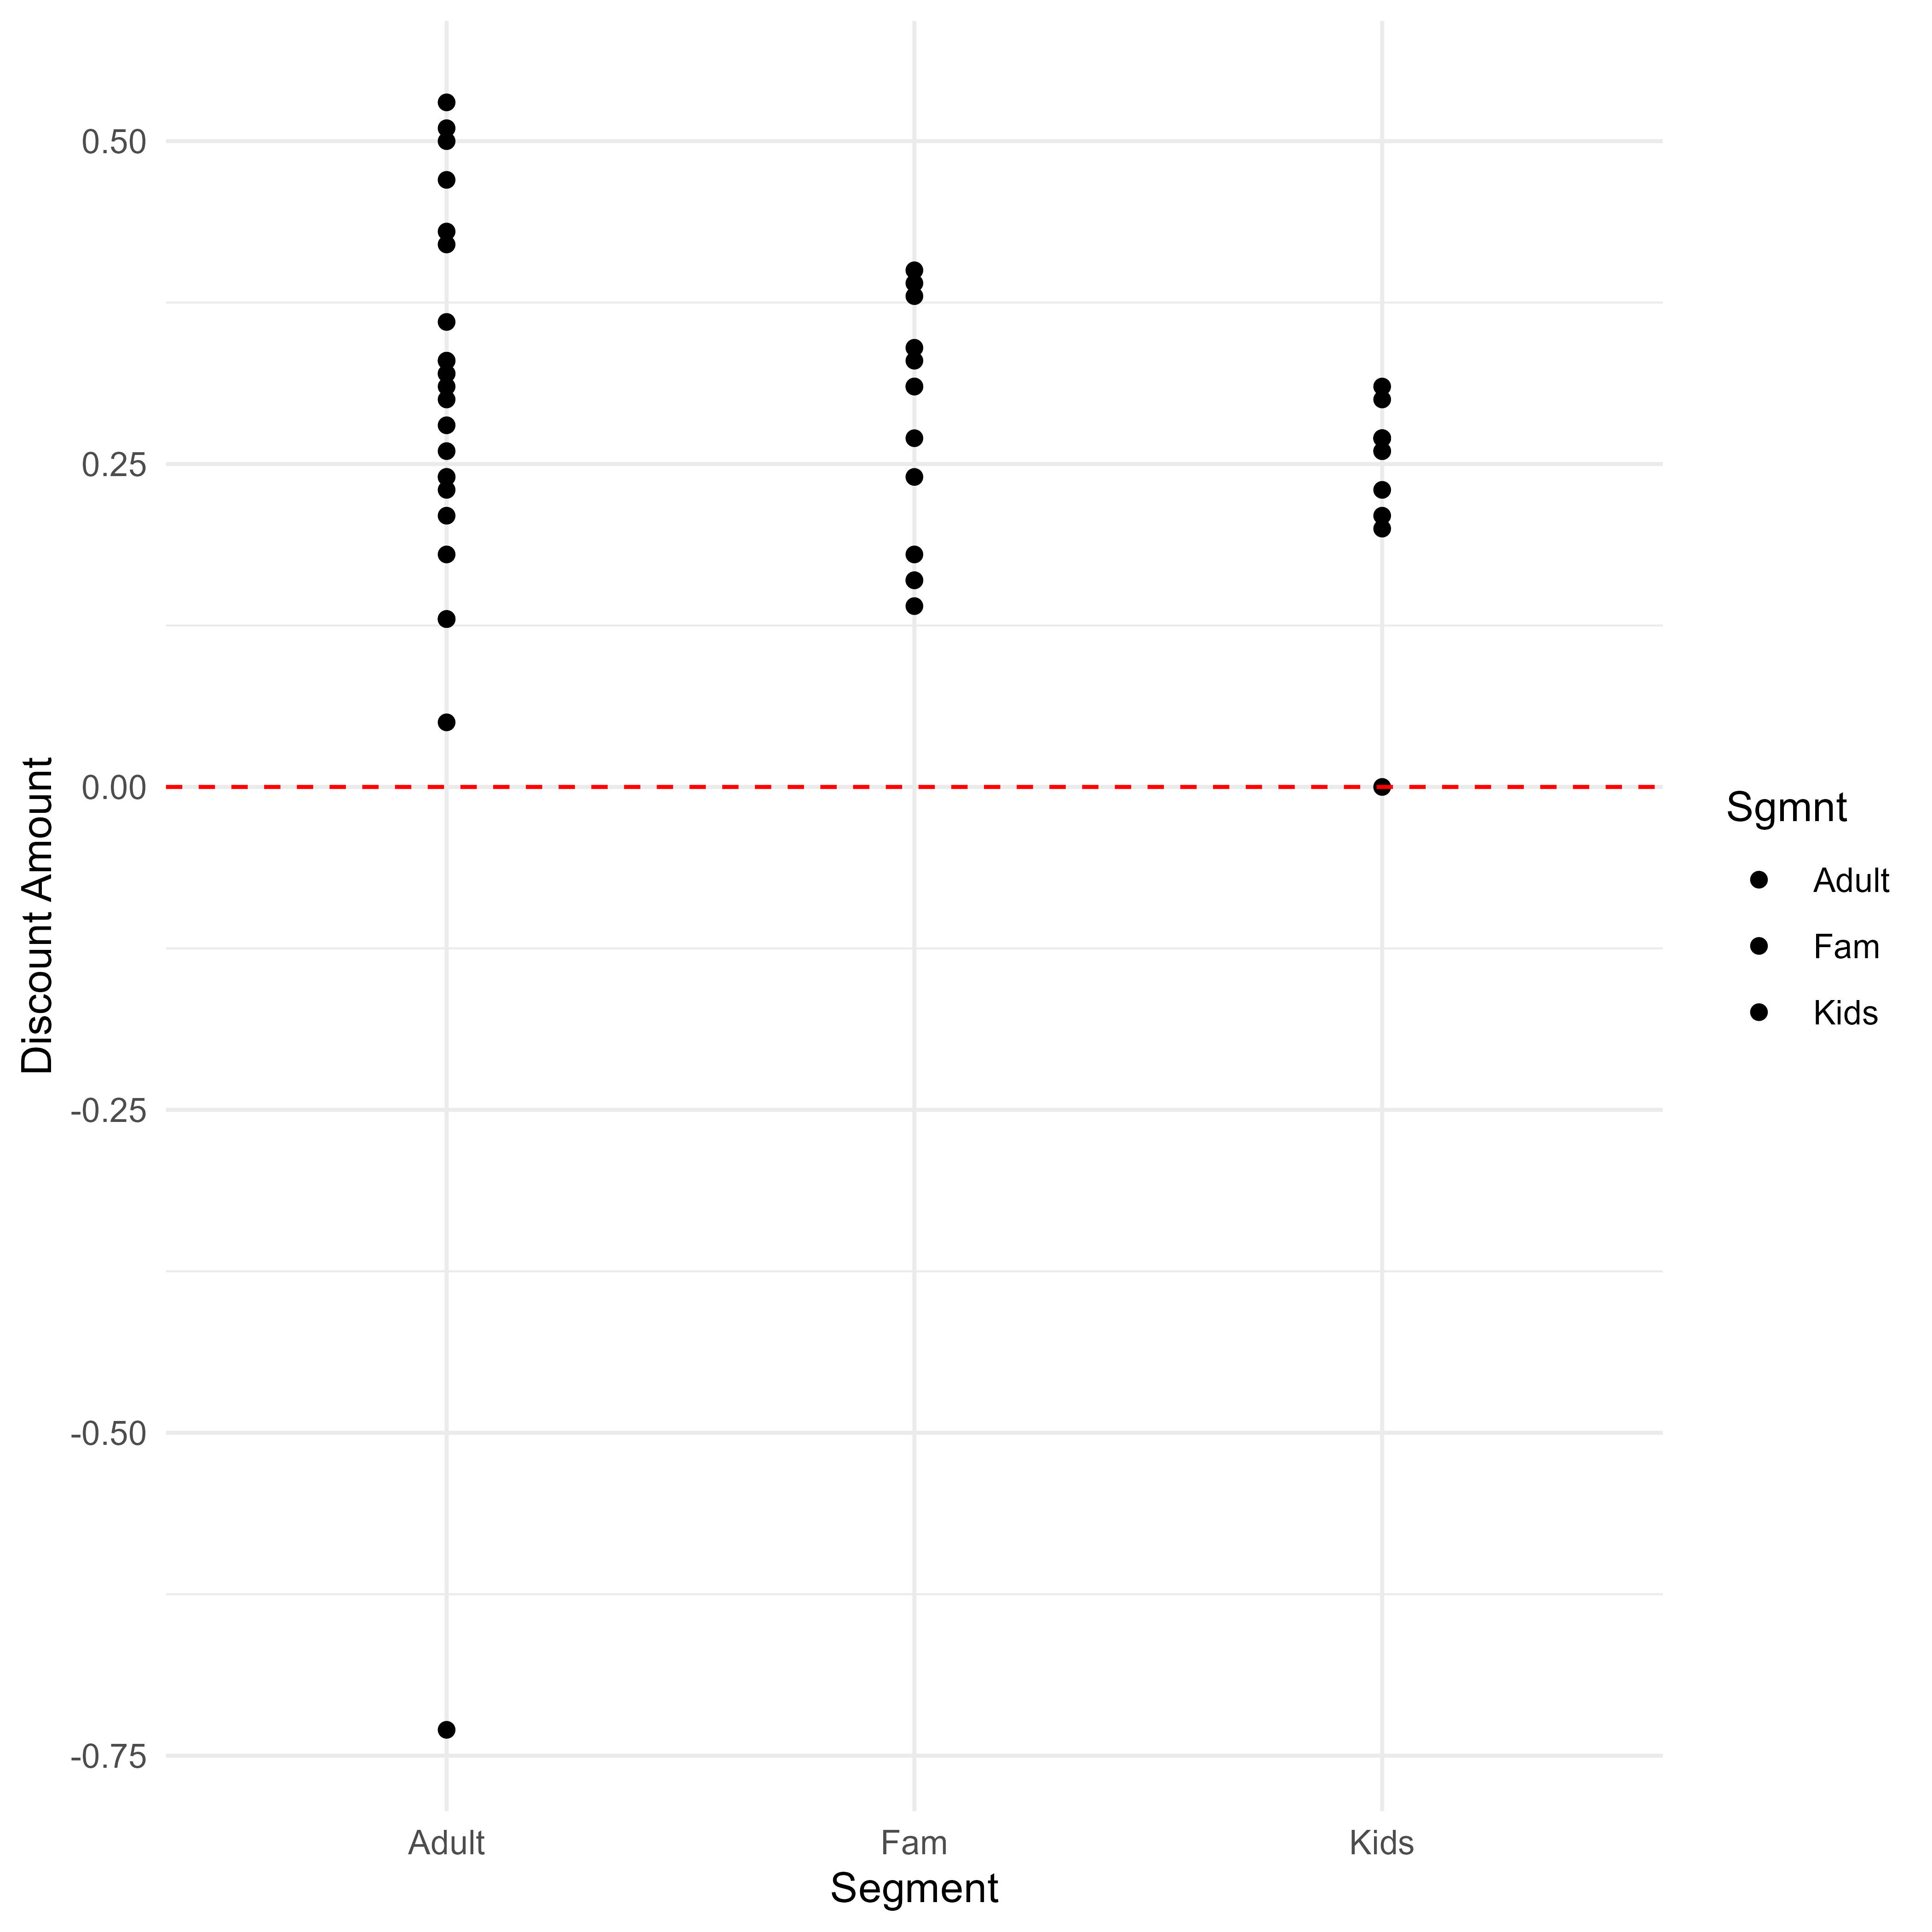 0.50
0.25
0.00
-0.25
-0.50
-0.75
Discount Amount
Adult
Fam
Kids
Segment
Sgmnt
Adult
Fam
Kids